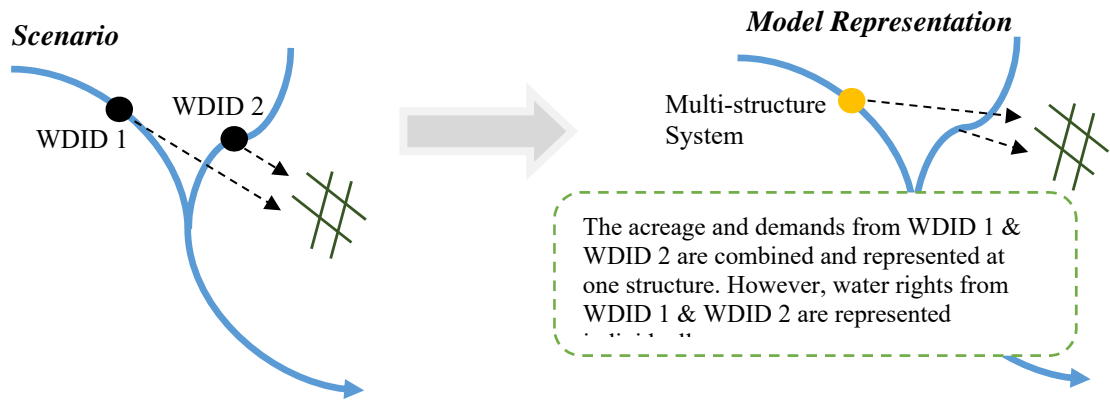 Scenario
Model Representation
WDID 2
WDID 1
Multi-structure
System
The acreage and demands from WDID 1 &
WDID 2 are combined and represented at
one structure. However, water rights from
WDID 1 & WDID 2 are represented